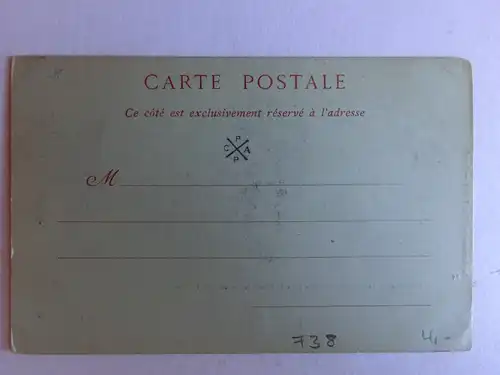 CARTE POSTALE
Ce côté est exclusivement réservé à l'adresse
P
C A
P
M
738 4,-